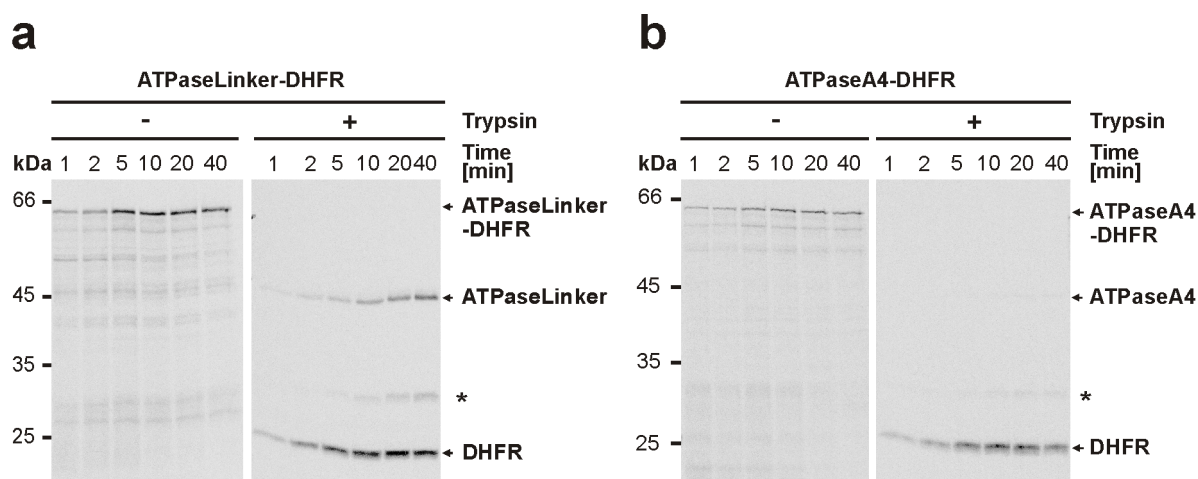 a
ATPaseLinker-DHFR
- + Trypsin
kDa 1 2 5 10 20 40 1 2 5 10 20 40 Time
[min]
66
ATPaseLinker
-DHFR
45
ATPaseLinker
35
*
25
DHFR
b
ATPaseA4-DHFR
- + Trypsin
kDa 1 2 5 10 20 40 1 2 5 10 20 40 Time
[min]
66
ATPaseA4
-DHFR
45
ATPaseA4
35
*
25
DHFR